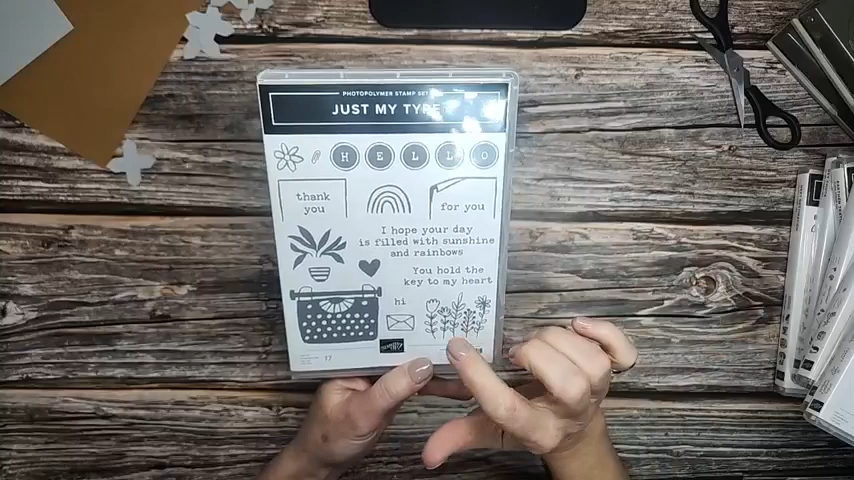 PHOTOPOLYMER STAMP SET
JUST MY TYPE
H E L L O
thank
you
for you
I hope your day
is filled with sunshine
and rainbows
You hold the
key to my heart
hi
17